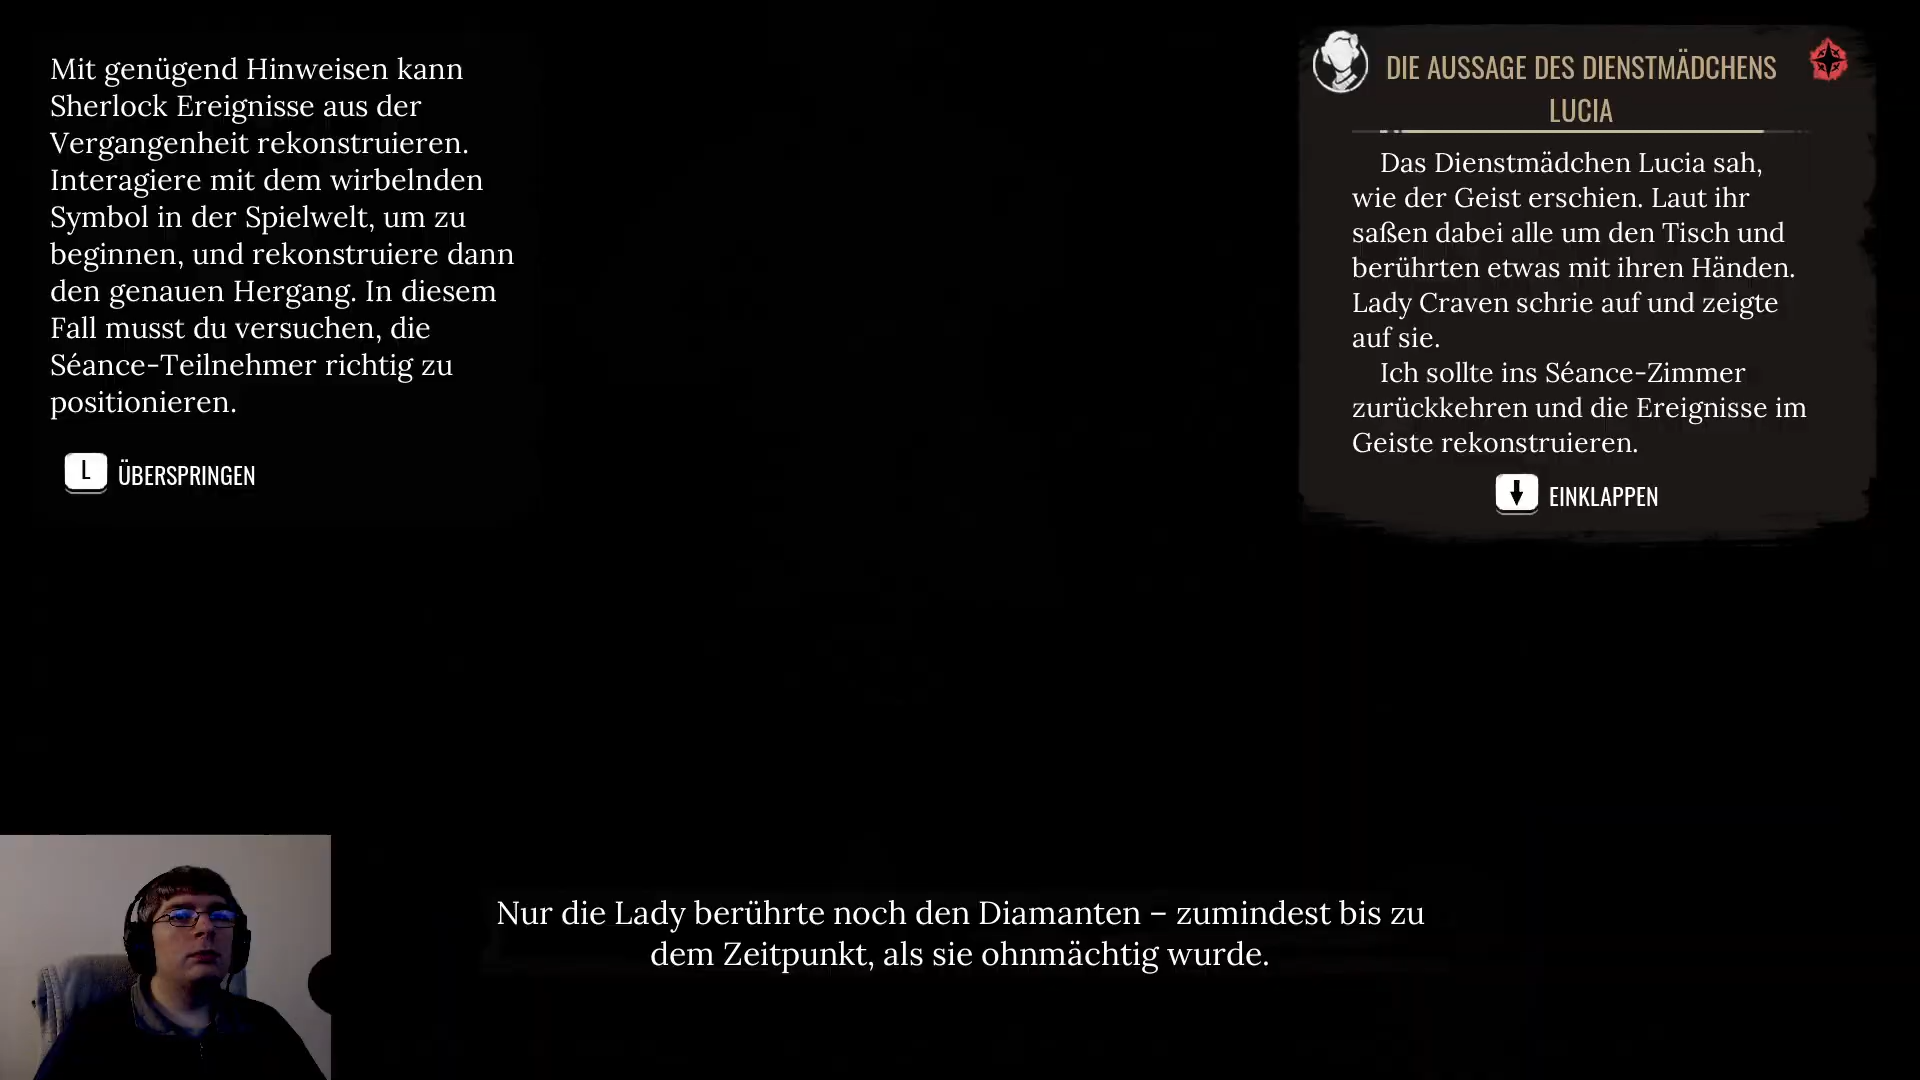 Mit genügend Hinweisen kann
Sherlock Ereignisse aus der
Vergangenheit rekonstruieren.
Interagiere mit dem wirbelnden
Symbol in der Spielwelt, um zu
beginnen, und rekonstruiere dann
den genauen Hergang. In diesem
Fall musst du versuchen, die
Séance-Teilnehmer richtig zu
positionieren.
L ÜBERSPRINGEN
DIE AUSSAGE DES DIENSTMÄDCHENS
LUCIA
Das Dienstmädchen Lucia sah,
wie der Geist erschien. Laut ihr
saßen dabei alle um den Tisch und
berührten etwas mit ihren Händen.
Lady Craven schrie auf und zeigte
auf sie.
Ich sollte ins Séance-Zimmer
zurückkehren und die Ereignisse im
Geiste rekonstruieren.
EINKLAPPEN
Nur die Lady berührte noch den Diamanten – zumindest bis zu
dem Zeitpunkt, als sie ohnmächtig wurde.